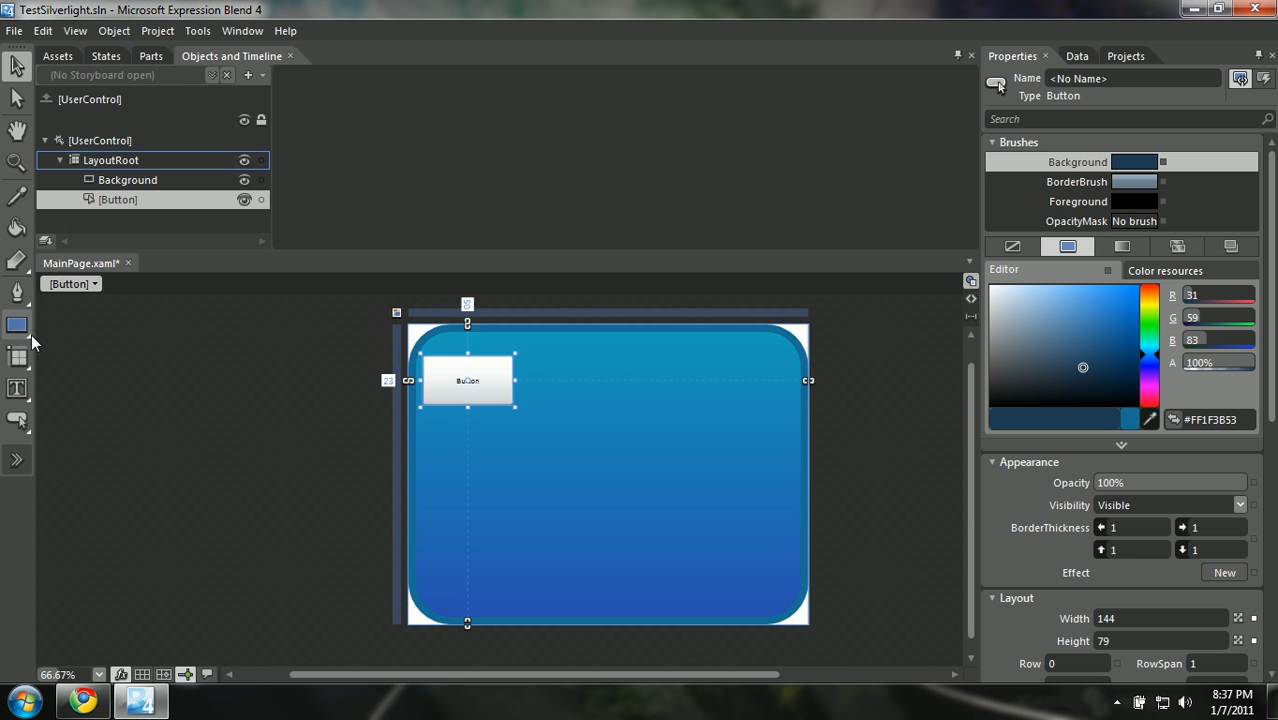 TestSilverlight.sln - Microsoft Expression Blend 4
File Edit View Object Project Tools Window Help
Assets States Parts Objects and Timeline ×
(No Storyboard open)
[UserControl]
[UserControl]
LayoutRoot
Background
[Button]
MainPage.xaml* ×
[Button]
50
23
Button
66.67%
Properties × Data Projects
Name <No Name>
Type Button
Search
Brushes
Background
BorderBrush
Foreground
OpacityMask No brush
Editor Color resources
R 31
G 59
B 83
A 100%
#FF1F3B53
Appearance
Opacity 100%
Visibility Visible
BorderThickness 1 1
1 1
Effect New
Layout
Width 144
Height 79
Row 0 RowSpan 1
8:37 PM
1/7/2011